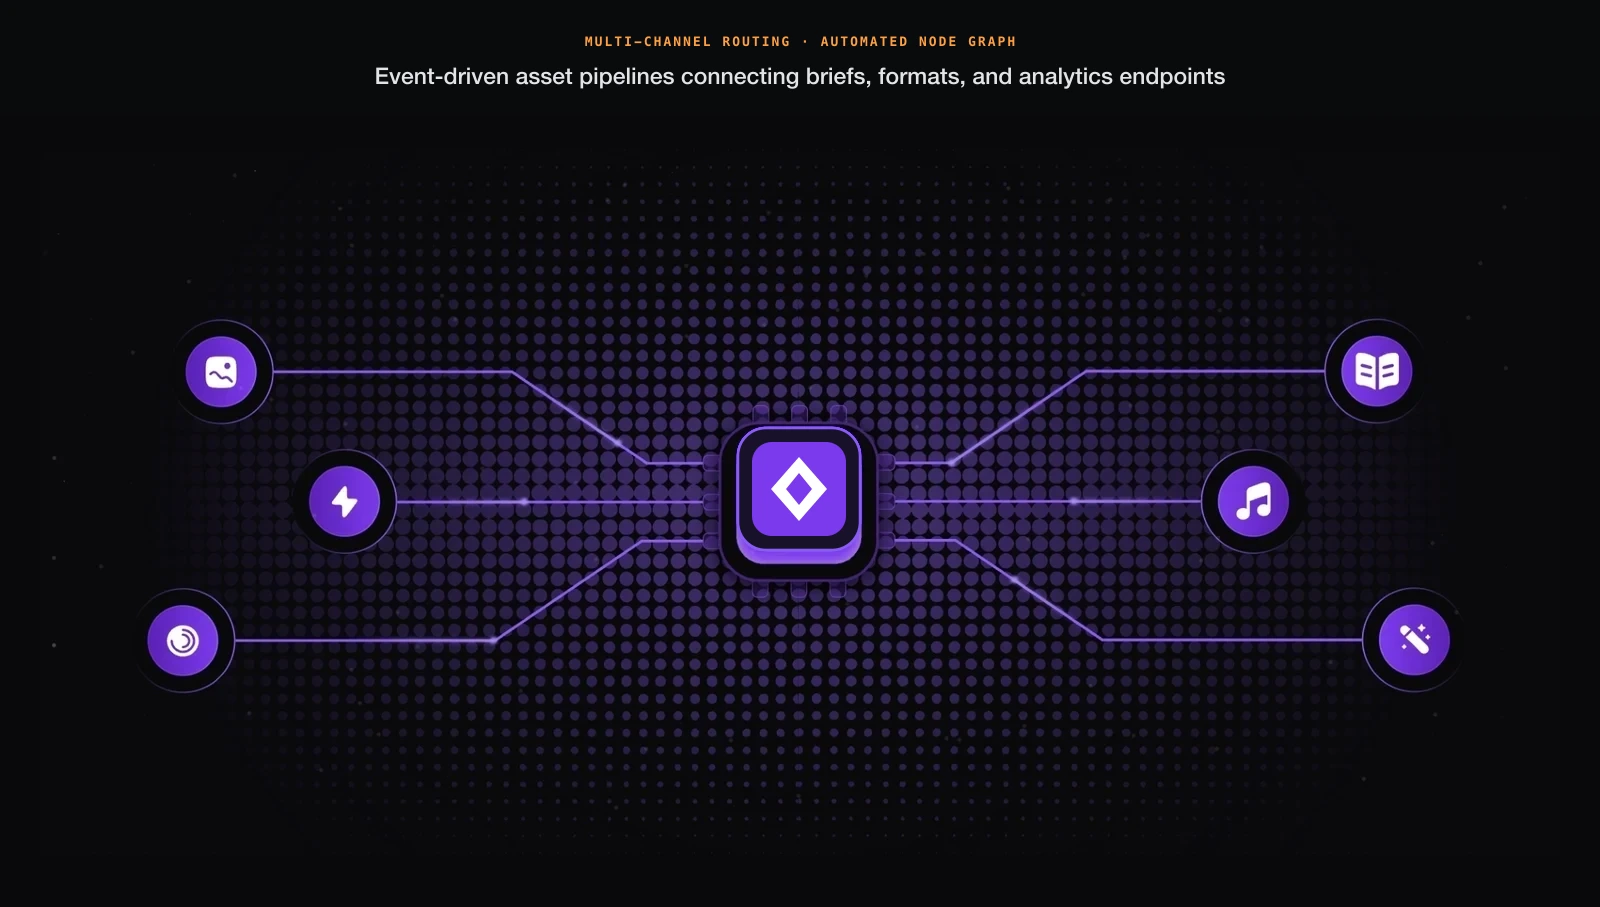 MULTI–CHANNEL ROUTING · AUTOMATED NODE GRAPH
Event-driven asset pipelines connecting briefs, formats, and analytics endpoints